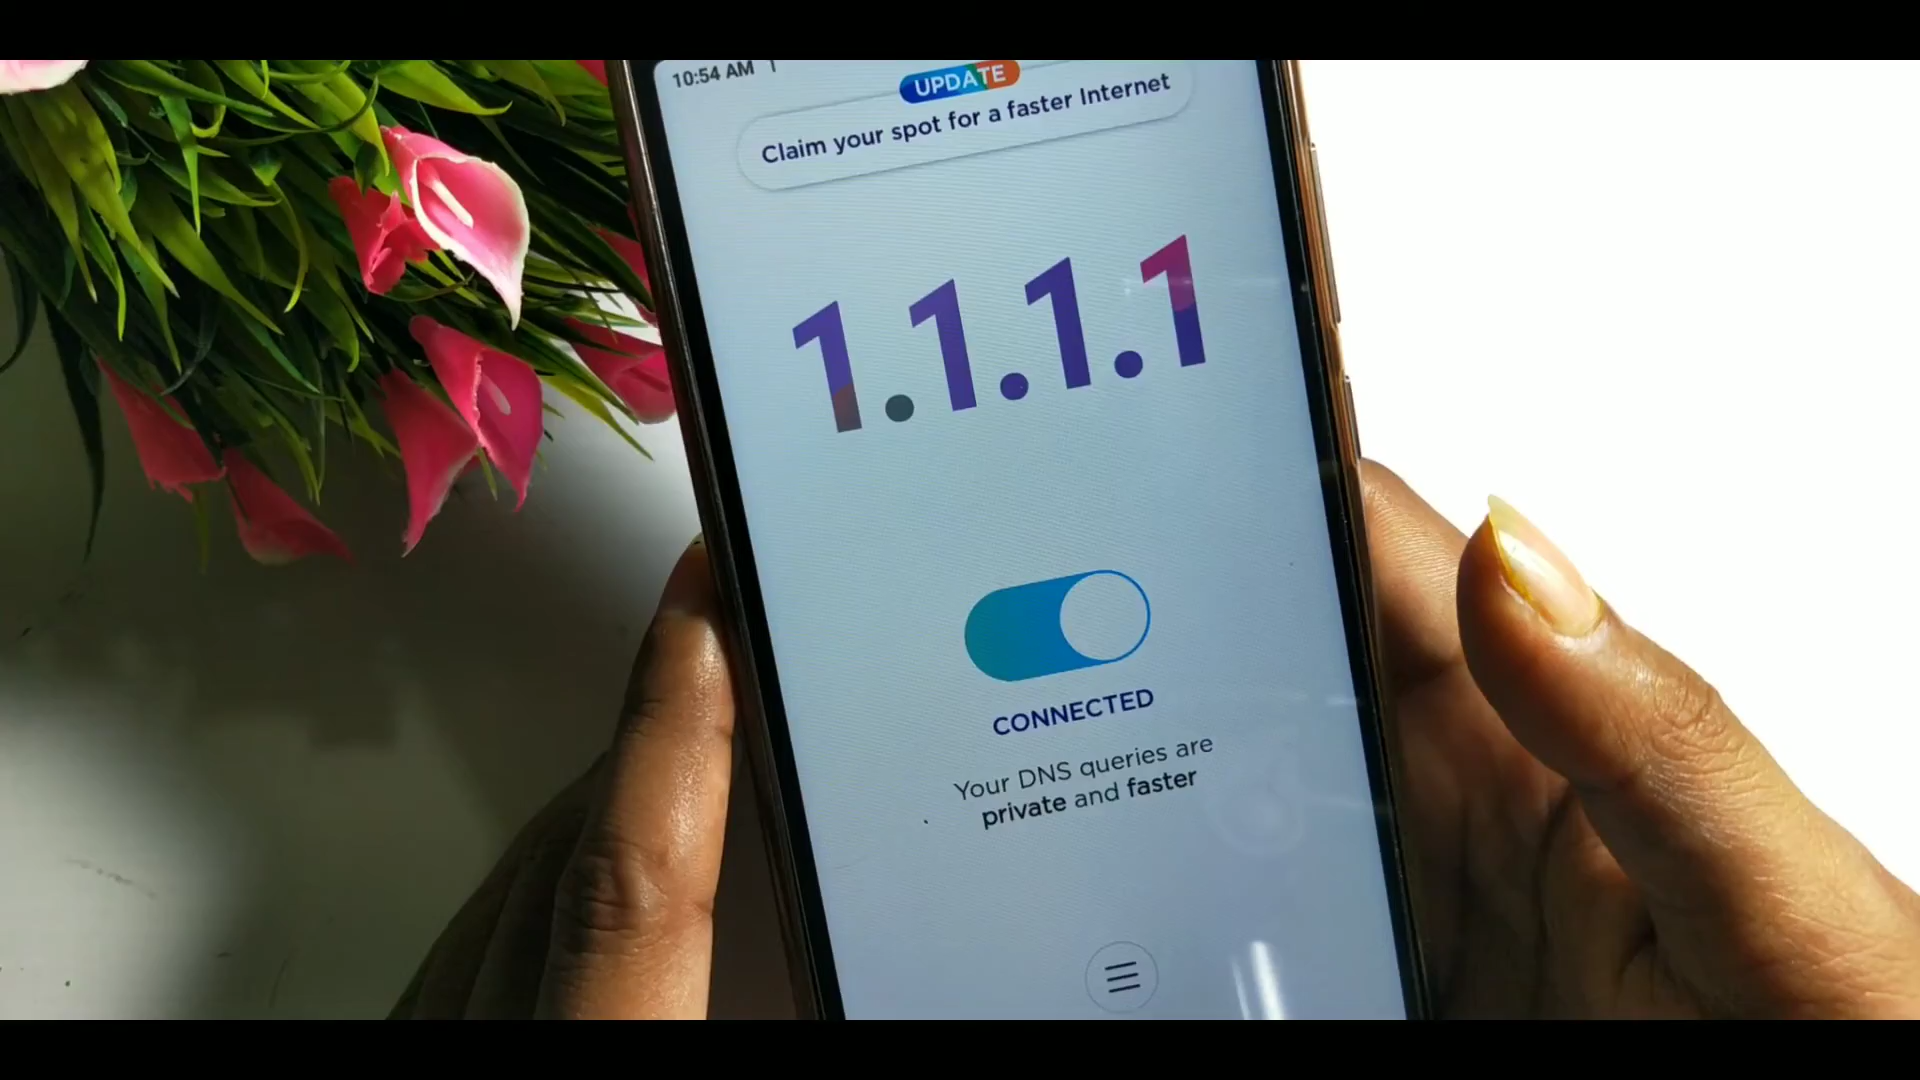 10:54 AM
UPDATE
Claim your spot for a faster Internet
1.1.1.1
CONNECTED
Your DNS queries are
private and faster